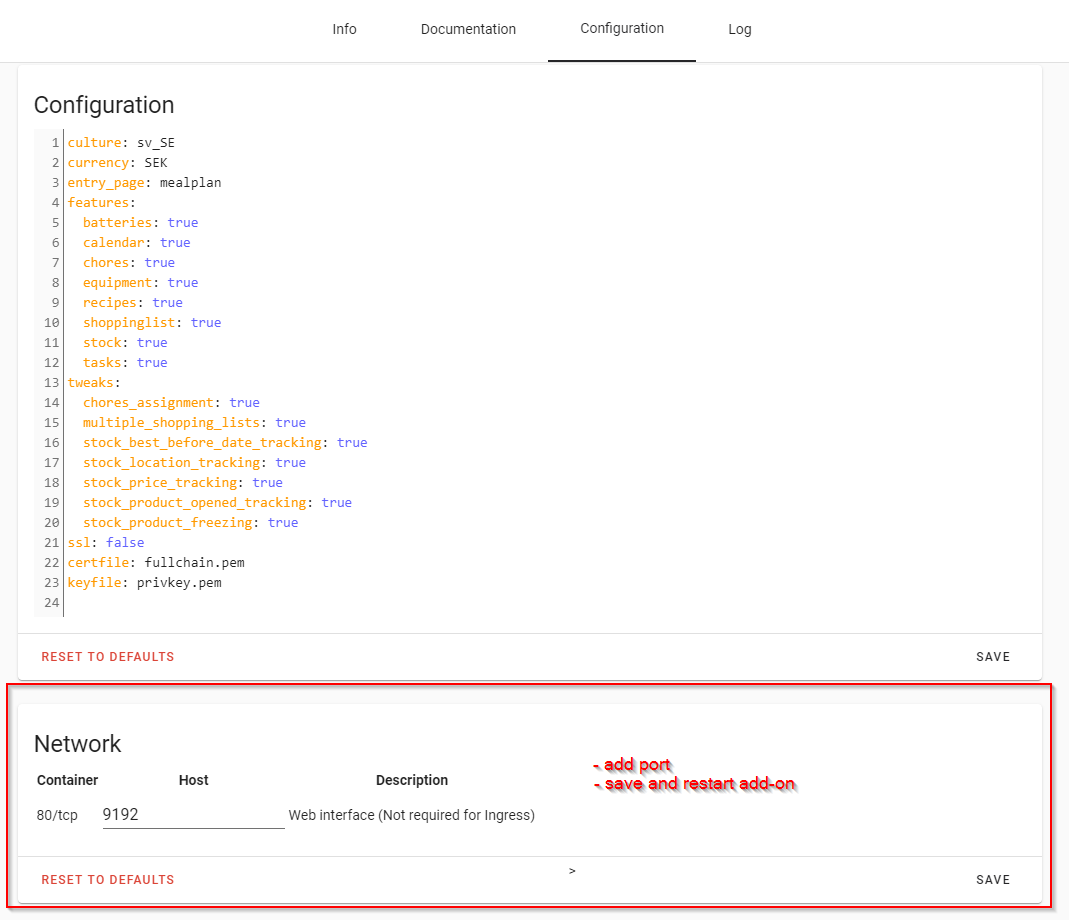 Info Documentation Configuration Log
Configuration
1 culture: sv_SE
2 currency: SEK
3 entry_page: mealplan
4 features:
5   batteries: true
6   calendar: true
7   chores: true
8   equipment: true
9   recipes: true
10   shoppinglist: true
11   stock: true
12   tasks: true
13 tweaks:
14   chores_assignment: true
15   multiple_shopping_lists: true
16   stock_best_before_date_tracking: true
17   stock_location_tracking: true
18   stock_price_tracking: true
19   stock_product_opened_tracking: true
20   stock_product_freezing: true
21 ssl: false
22 certfile: fullchain.pem
23 keyfile: privkey.pem
24
RESET TO DEFAULTS SAVE
Network
- add port
- save and restart add-on
Container Host Description
80/tcp 9192 Web interface (Not required for Ingress)
>
RESET TO DEFAULTS SAVE